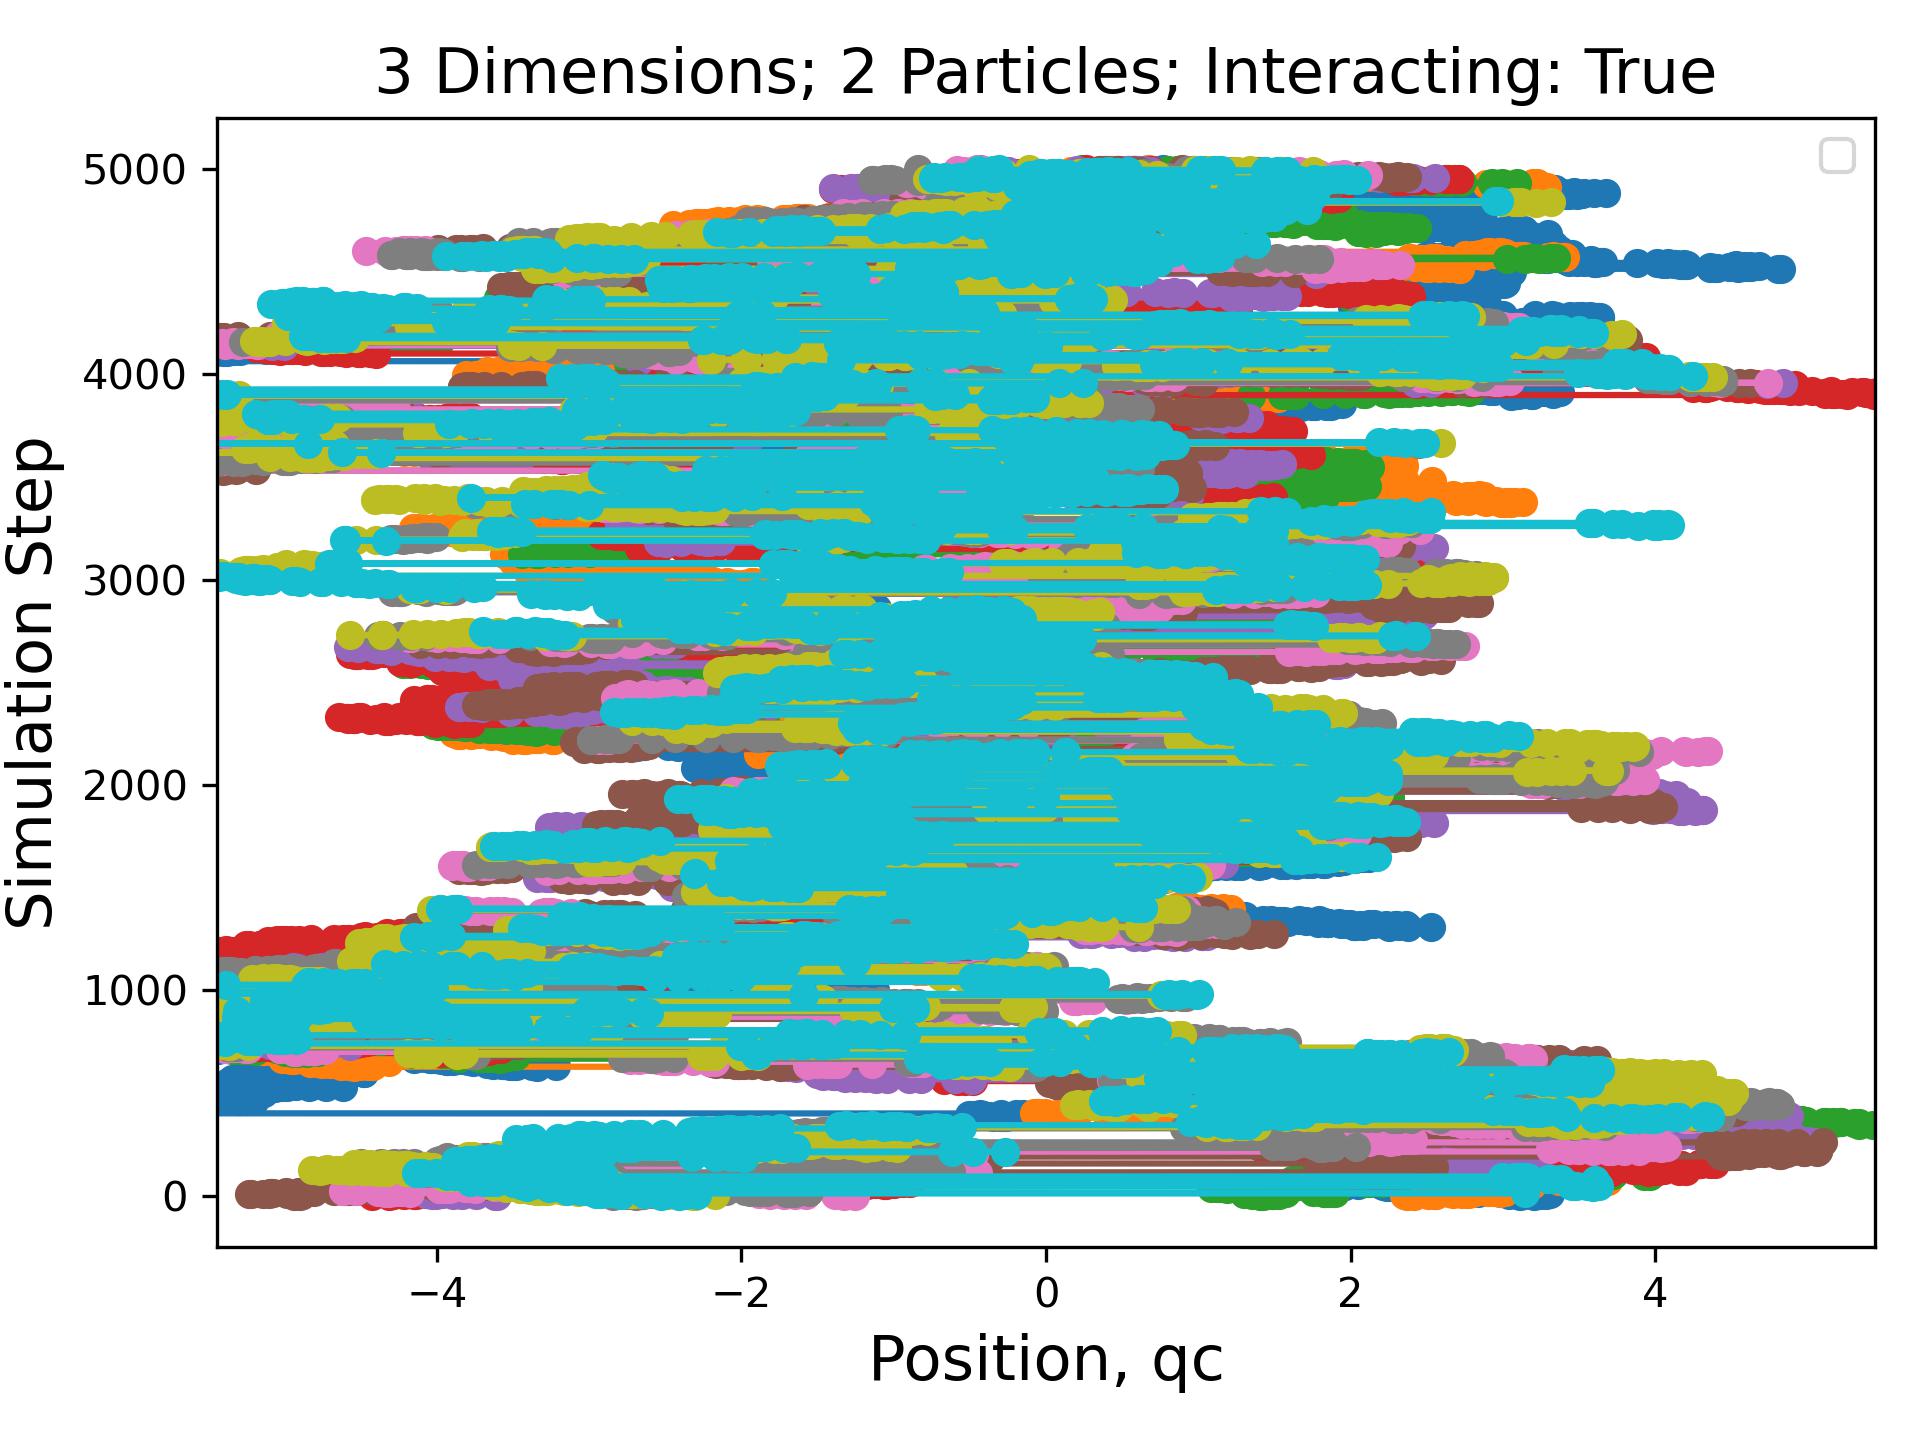 3 Dimensions; 2 Particles; Interacting: True
Simulation Step
5000
4000
3000
2000
1000
0
−4 −2 0 2 4
Position, qc